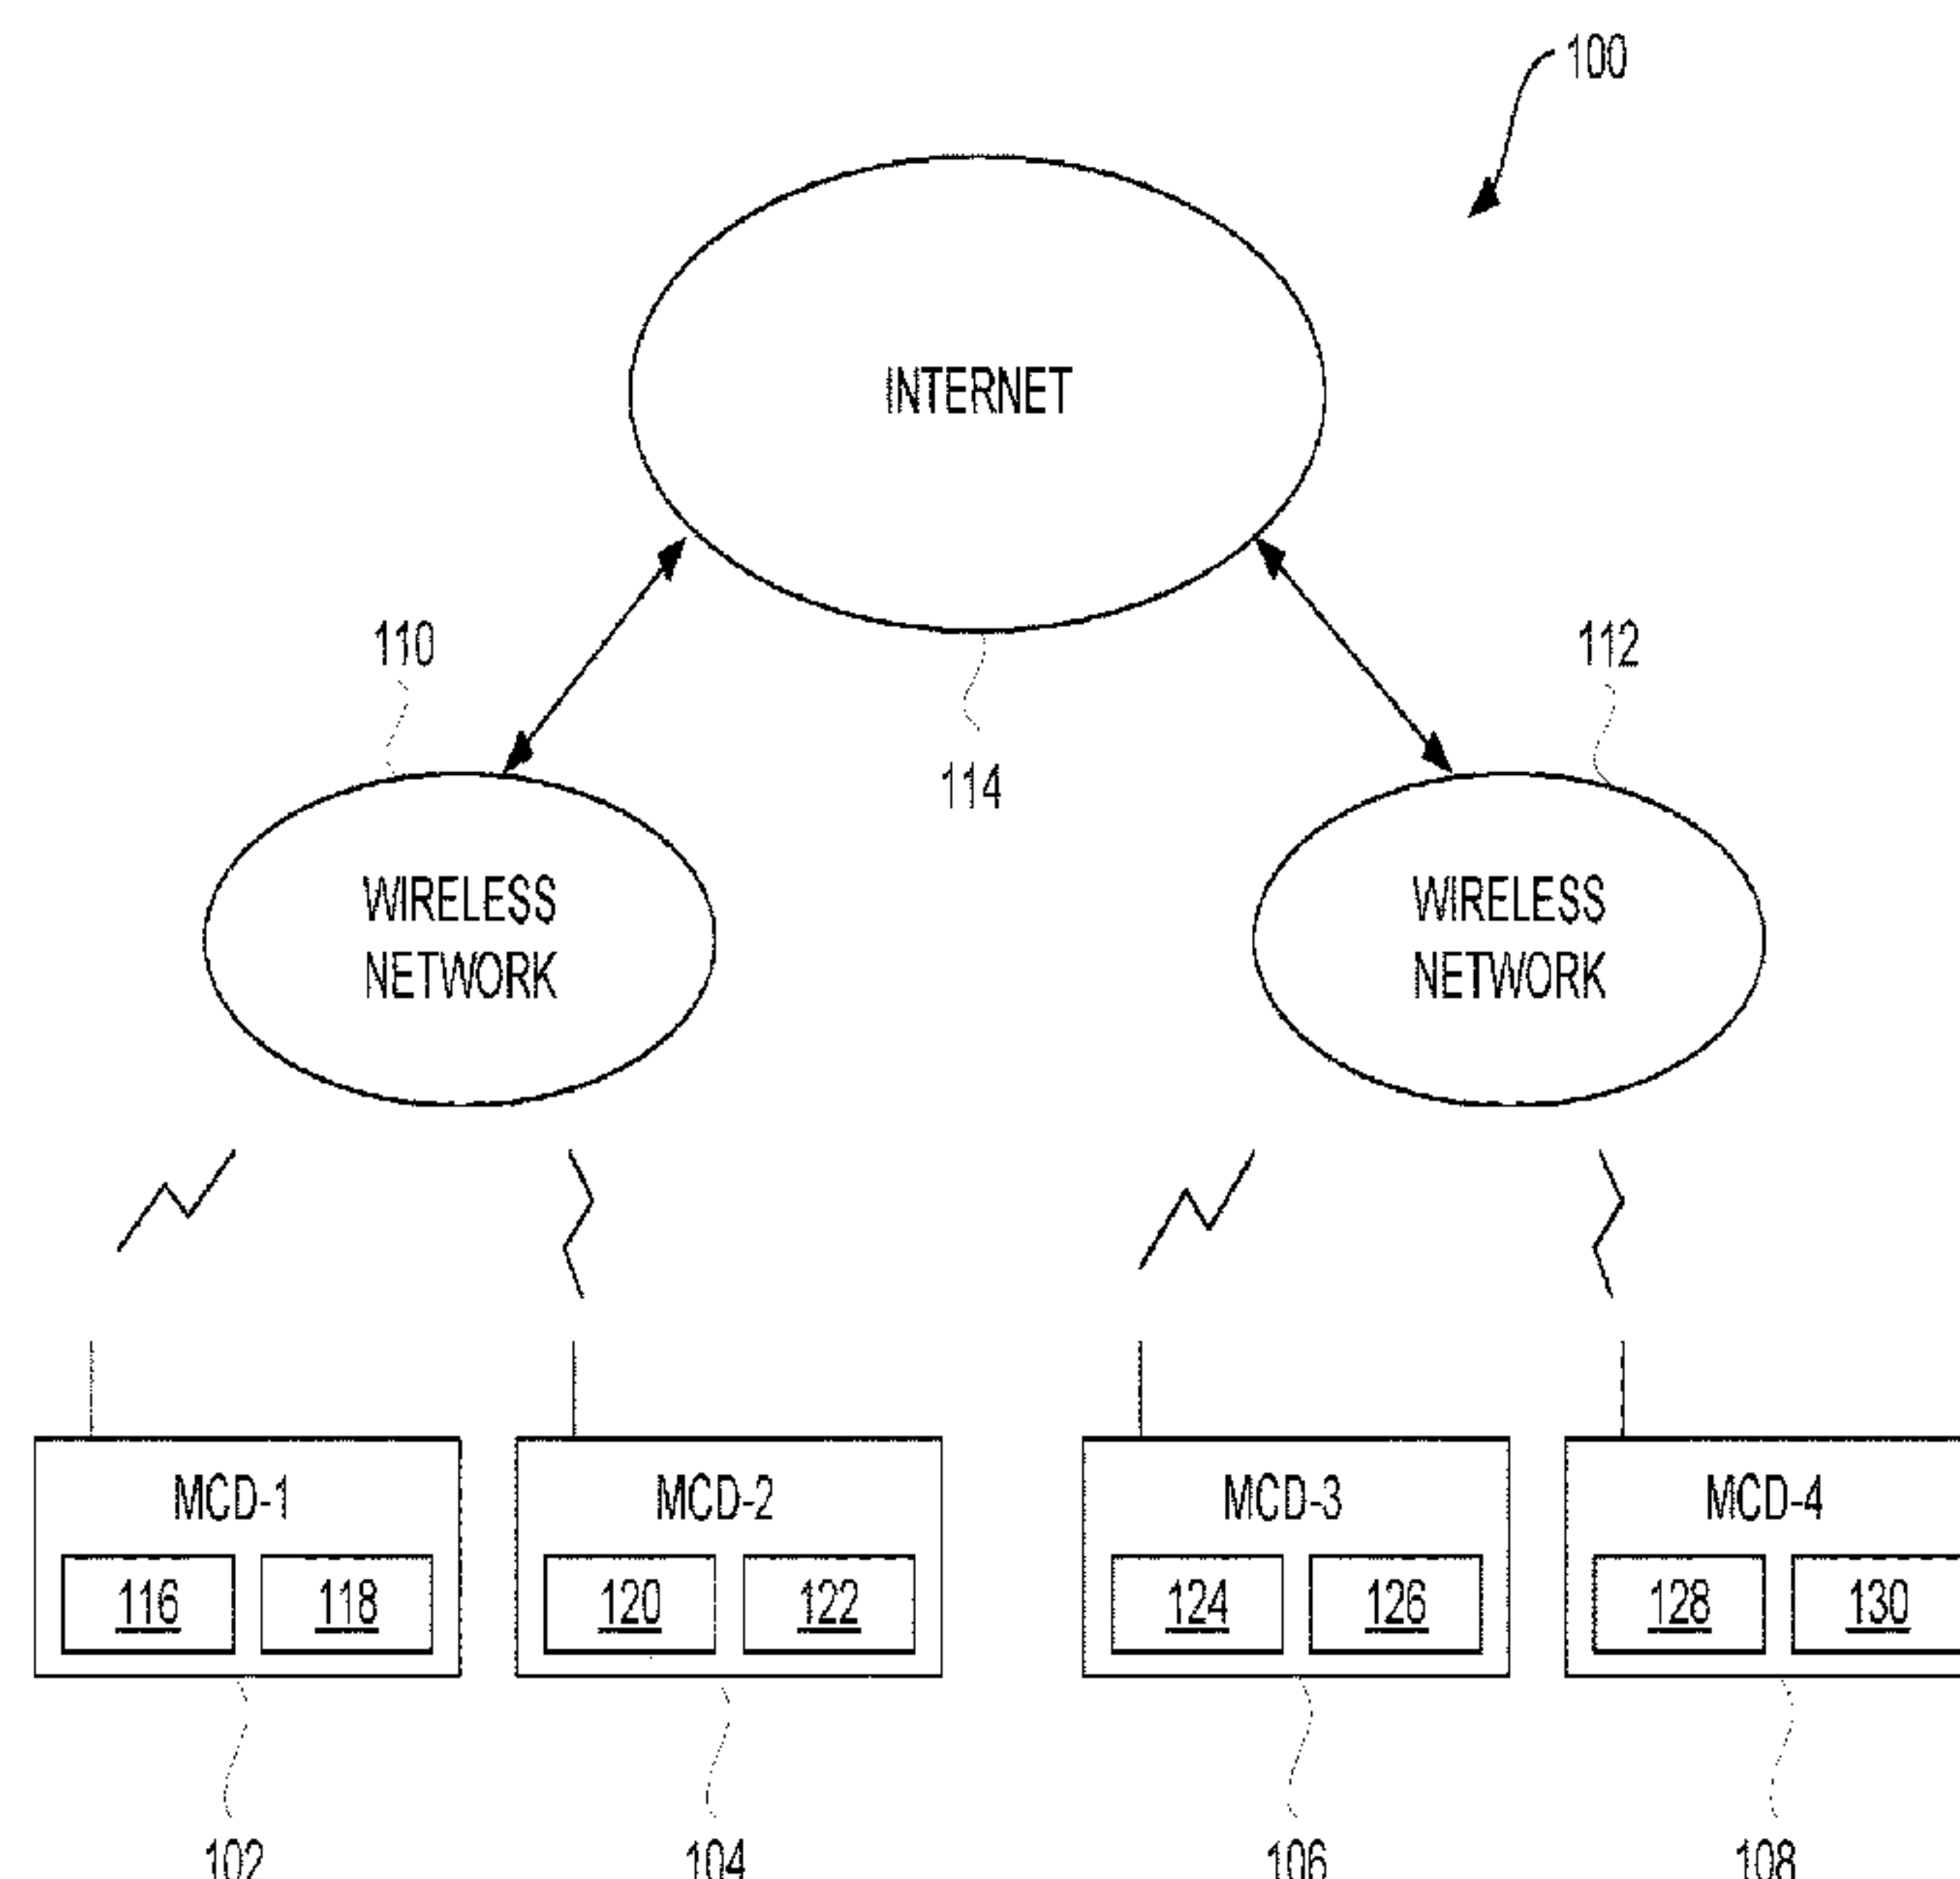 100
INTERNET
110
112
114
WIRELESS
NETWORK
WIRELESS
NETWORK
MCD-1
MCD-2
MCD-3
MCD-4
116
118
120
122
124
126
128
130
102
104
106
108